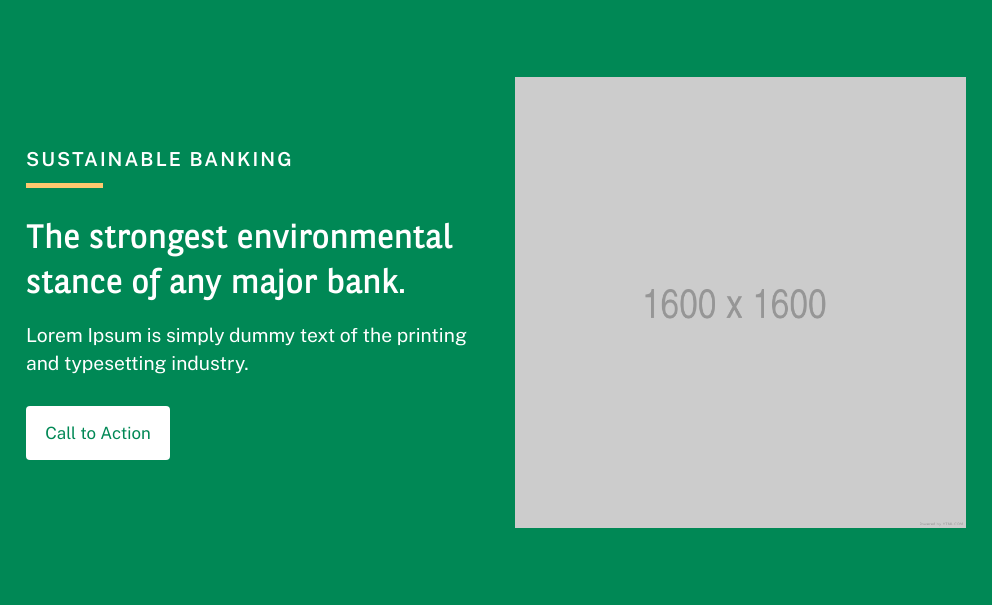 SUSTAINABLE BANKING
The strongest environmental
stance of any major bank.
Lorem Ipsum is simply dummy text of the printing
and typesetting industry.
Call to Action
1600 x 1600